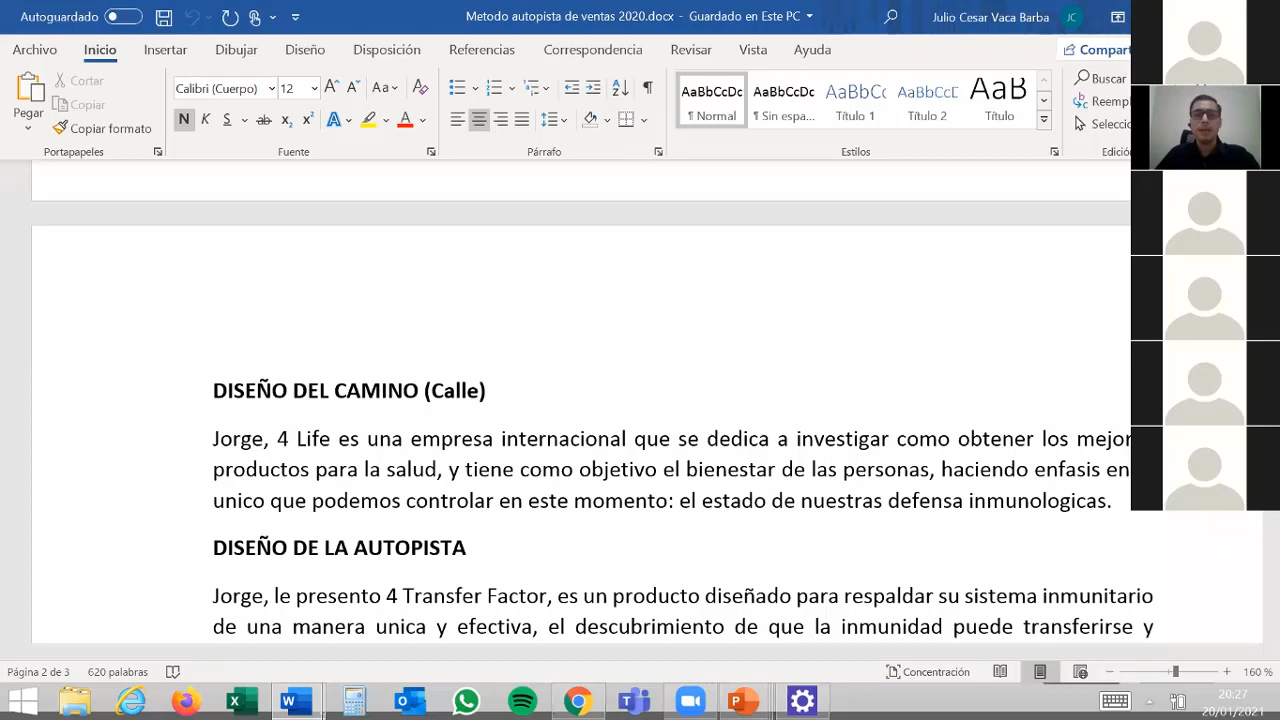 Autoguardado
Metodo autopista de ventas 2020.docx - Guardado en Este PC
Julio Cesar Vaca Barba
JC
Archivo Inicio Insertar Dibujar Diseño Disposición Referencias Correspondencia Revisar Vista Ayuda
Compart
Pegar
Cortar
Copiar
Copiar formato
Portapapeles
Calibri (Cuerpo) 12
Aa
N K S ab x₂ x²
Fuente
Párrafo
AaBbCcDc AaBbCcDc AaBbCc AaBbCcD AaB
¶ Normal ¶ Sin espa... Título 1 Título 2 Título
Estilos
Buscar
Reempl
Selecci
Edició
DISEÑO DEL CAMINO (Calle)
Jorge, 4 Life es una empresa internacional que se dedica a investigar como obtener los mejor
productos para la salud, y tiene como objetivo el bienestar de las personas, haciendo enfasis en
unico que podemos controlar en este momento: el estado de nuestras defensa inmunologicas.
DISEÑO DE LA AUTOPISTA
Jorge, le presento 4 Transfer Factor, es un producto diseñado para respaldar su sistema inmunitario
de una manera unica y efectiva, el descubrimiento de que la inmunidad puede transferirse y
Página 2 de 3 620 palabras
Concentración
160 %
20:27
20/01/2021